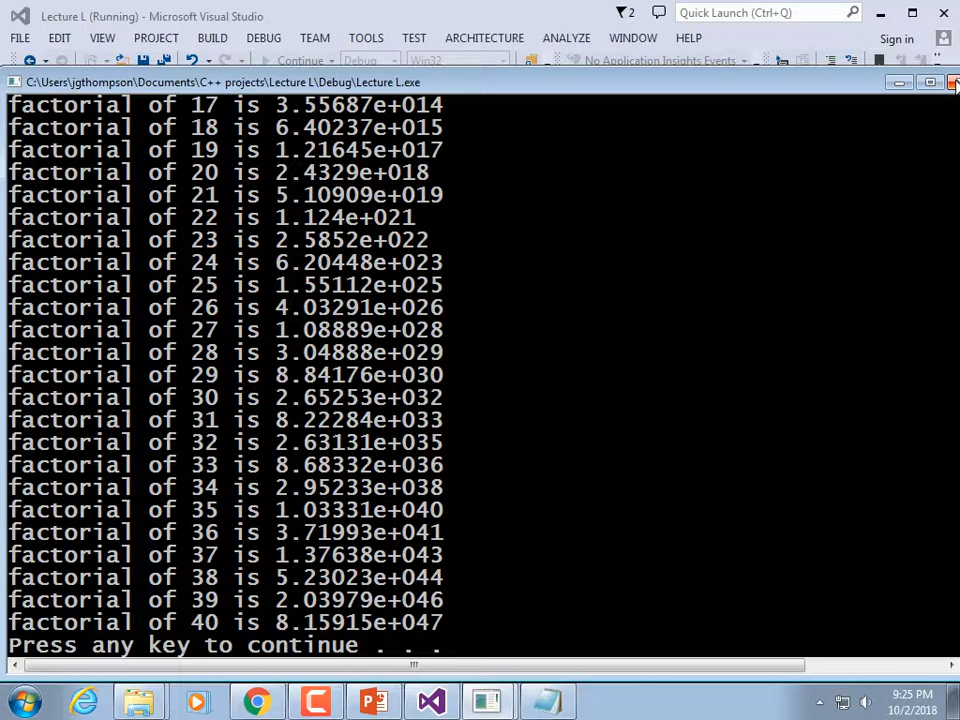 Lecture L (Running) - Microsoft Visual Studio
2
Quick Launch (Ctrl+Q)
FILE EDIT VIEW PROJECT BUILD DEBUG TEAM TOOLS TEST ARCHITECTURE ANALYZE WINDOW HELP Sign in
Continue Debug Win32 No Application Insights Events
C:\Users\jgthompson\Documents\C++ projects\Lecture L\Debug\Lecture L.exe
factorial of 17 is 3.55687e+014
factorial of 18 is 6.40237e+015
factorial of 19 is 1.21645e+017
factorial of 20 is 2.4329e+018
factorial of 21 is 5.10909e+019
factorial of 22 is 1.124e+021
factorial of 23 is 2.5852e+022
factorial of 24 is 6.20448e+023
factorial of 25 is 1.55112e+025
factorial of 26 is 4.03291e+026
factorial of 27 is 1.08889e+028
factorial of 28 is 3.04888e+029
factorial of 29 is 8.84176e+030
factorial of 30 is 2.65253e+032
factorial of 31 is 8.22284e+033
factorial of 32 is 2.63131e+035
factorial of 33 is 8.68332e+036
factorial of 34 is 2.95233e+038
factorial of 35 is 1.03331e+040
factorial of 36 is 3.71993e+041
factorial of 37 is 1.37638e+043
factorial of 38 is 5.23023e+044
factorial of 39 is 2.03979e+046
factorial of 40 is 8.15915e+047
Press any key to continue . . .
9:25 PM
10/2/2018